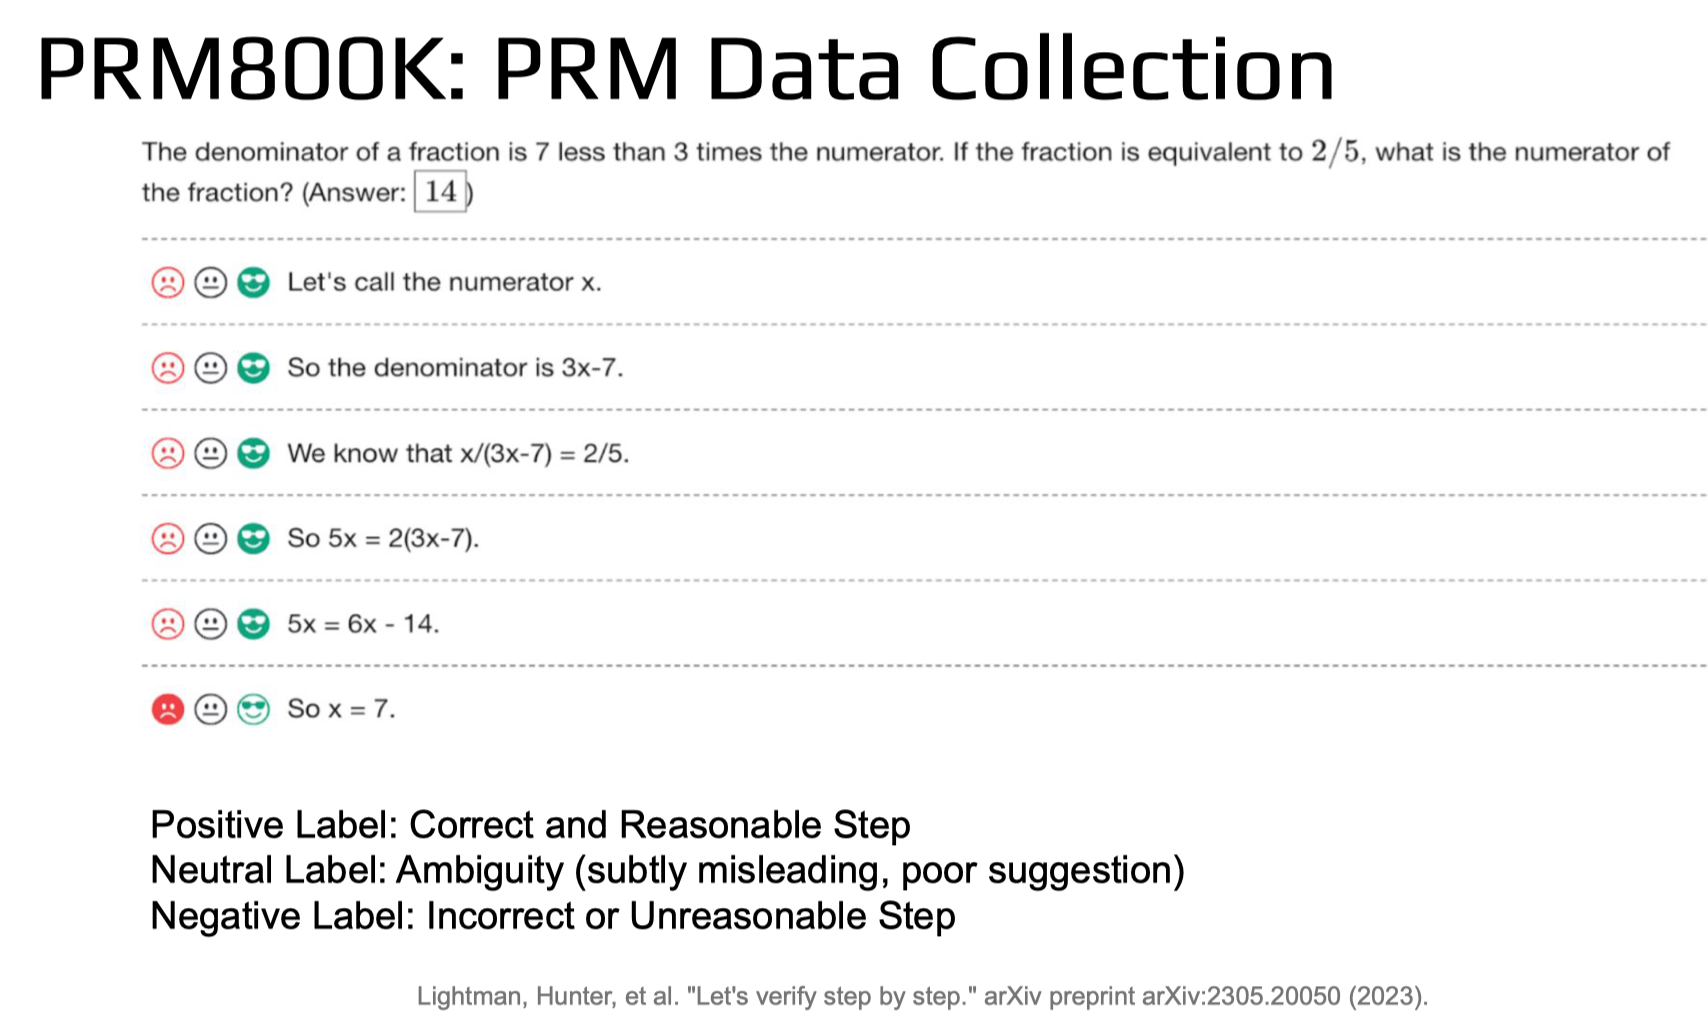 PRM800K: PRM Data Collection
The denominator of a fraction is 7 less than 3 times the numerator. If the fraction is equivalent to 2/5, what is the numerator of
the fraction? (Answer: 14)
Let's call the numerator x.
So the denominator is 3x-7.
We know that x/(3x-7) = 2/5.
So 5x = 2(3x-7).
5x = 6x - 14.
So x = 7.
Positive Label: Correct and Reasonable Step
Neutral Label: Ambiguity (subtly misleading, poor suggestion)
Negative Label: Incorrect or Unreasonable Step
Lightman, Hunter, et al. "Let's verify step by step." arXiv preprint arXiv:2305.20050 (2023).